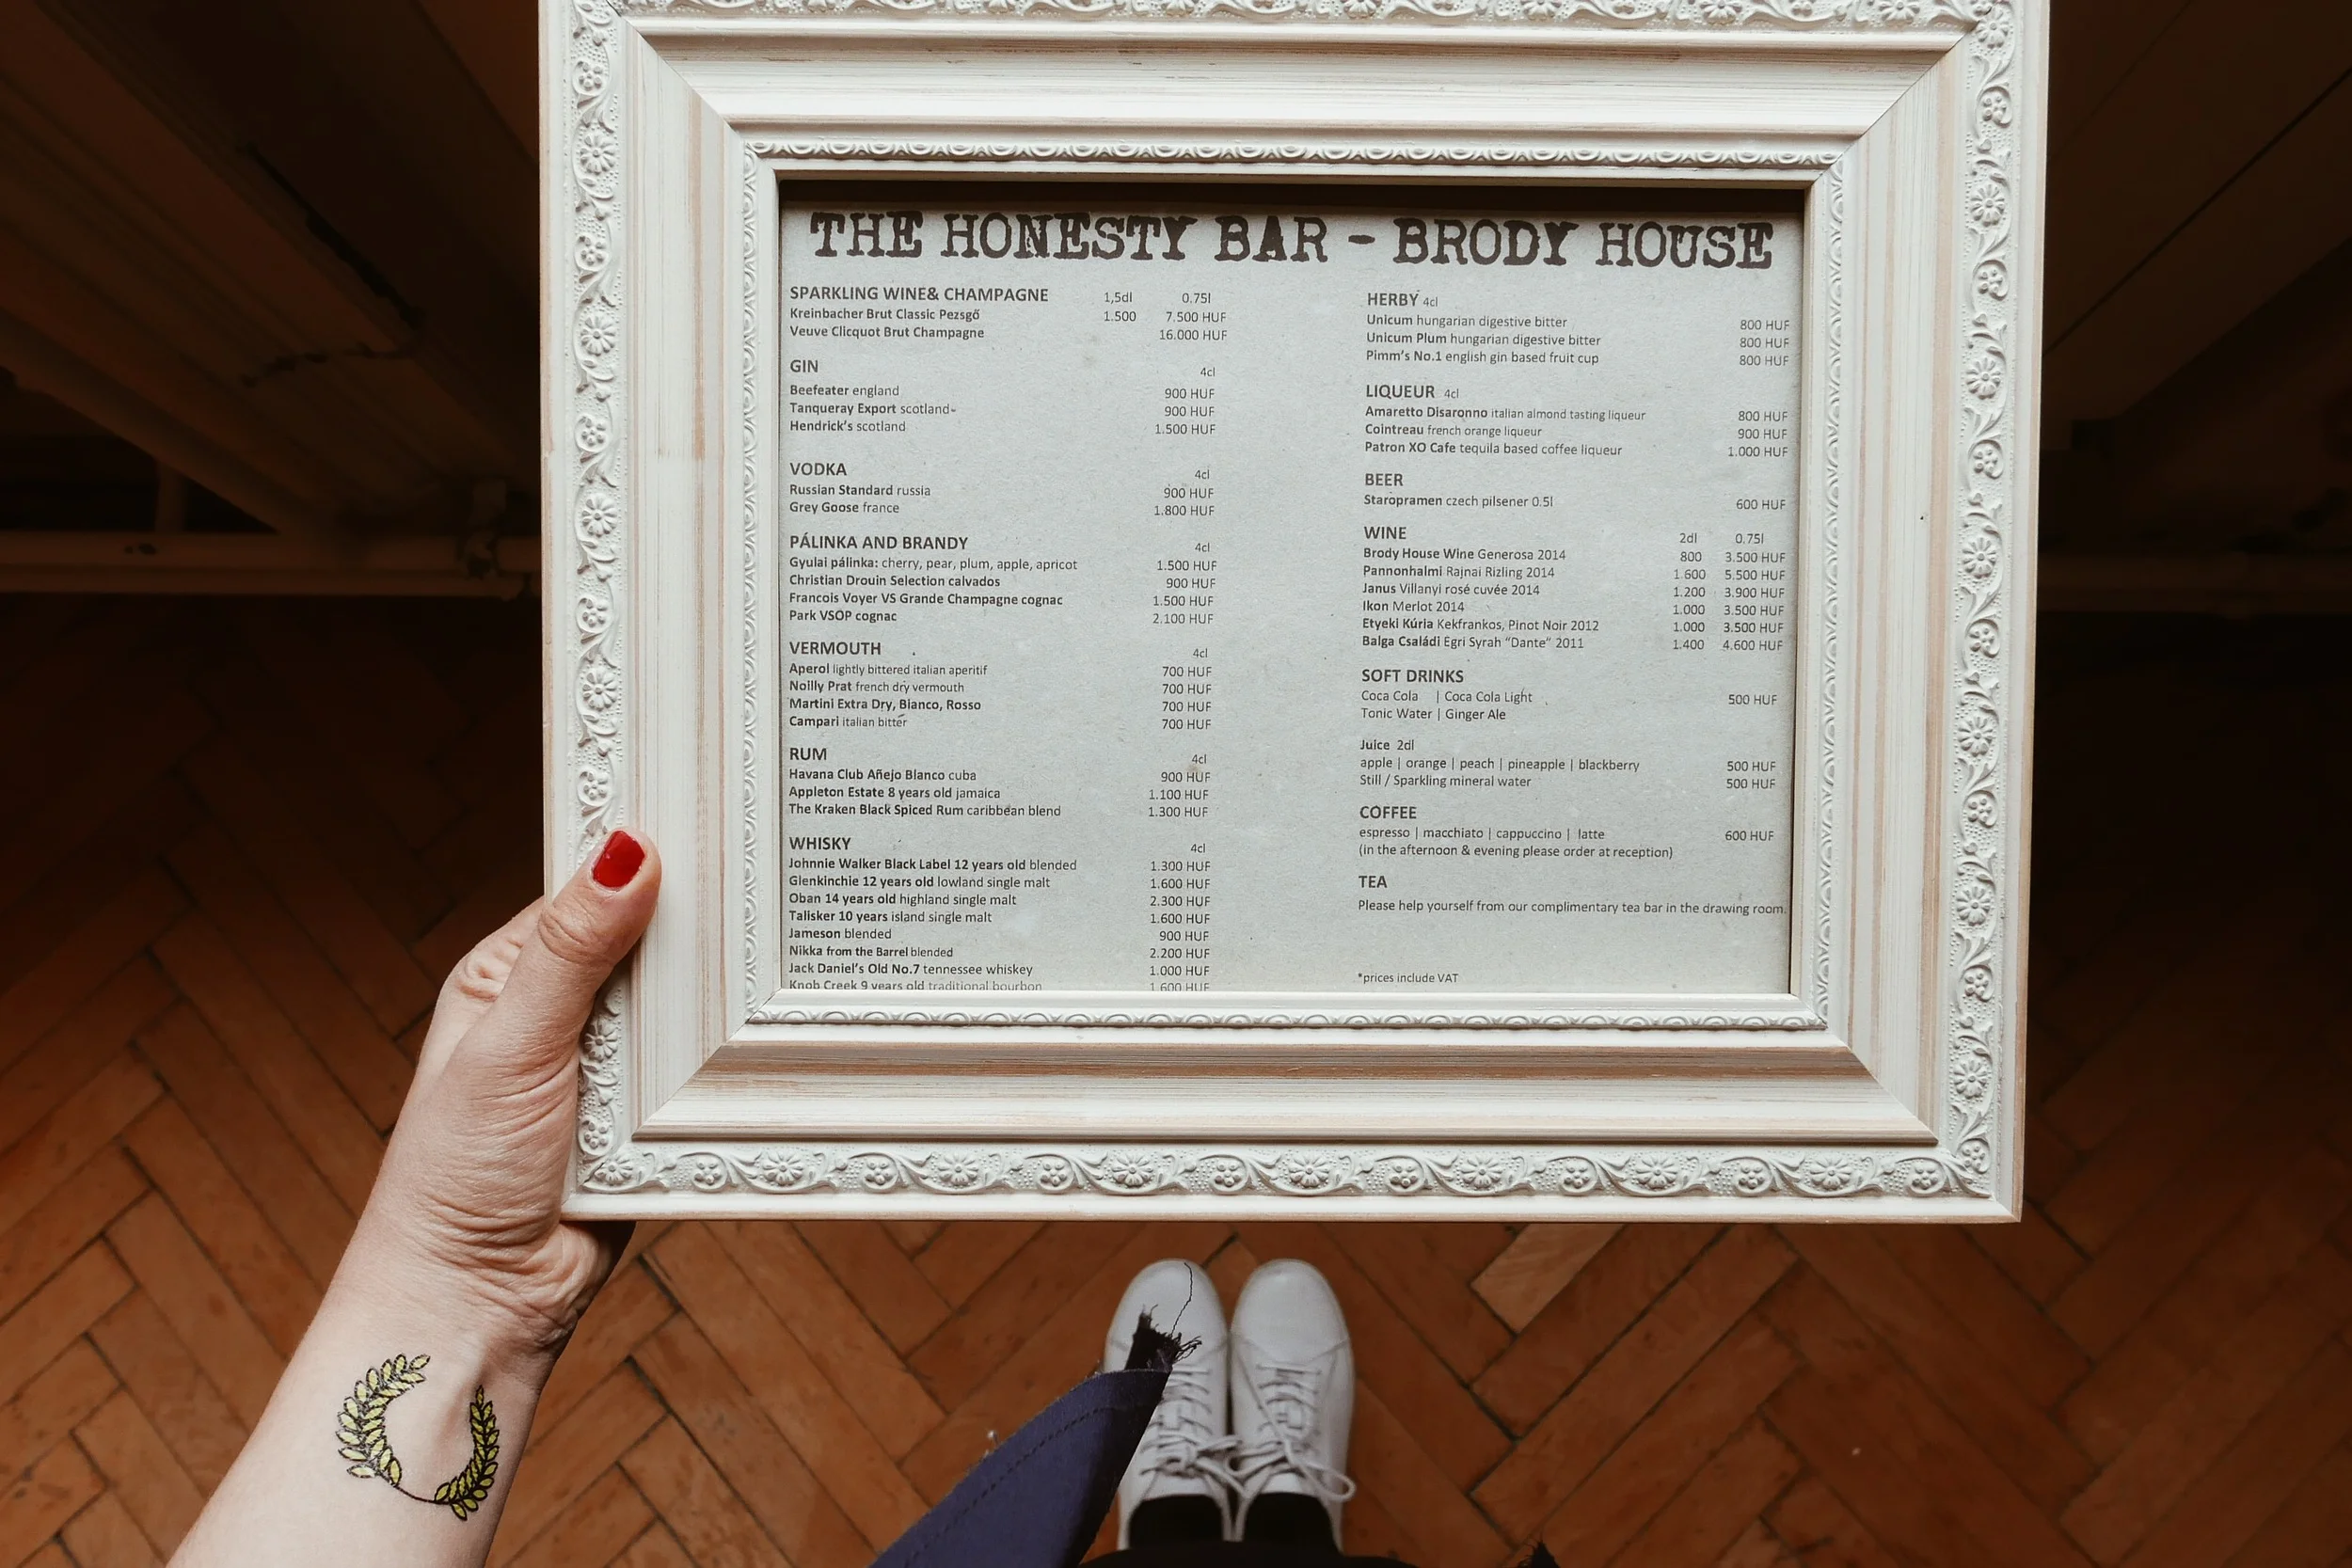 THE HONESTY BAR - BRODY HOUSE
SPARKLING WINE& CHAMPAGNE 1,5dl 0.75l
Kreinbacher Brut Classic Pezsgő 1.500 7.500 HUF
Veuve Clicquot Brut Champagne 16.000 HUF
GIN 4cl
Beefeater england 900 HUF
Tanqueray Export scotland 900 HUF
Hendrick's scotland 1.500 HUF
VODKA 4cl
Russian Standard russia 900 HUF
Grey Goose france 1.800 HUF
PÁLINKA AND BRANDY 4cl
Gyulai pálinka: cherry, pear, plum, apple, apricot 1.500 HUF
Christian Drouin Selection calvados 900 HUF
Francois Voyer VS Grande Champagne cognac 1.500 HUF
Park VSOP cognac 2.100 HUF
VERMOUTH 4cl
Aperol lightly bittered italian aperitif 700 HUF
Noilly Prat french dry vermouth 700 HUF
Martini Extra Dry, Bianco, Rosso 700 HUF
Campari italian bitter 700 HUF
RUM 4cl
Havana Club Añejo Blanco cuba 900 HUF
Appleton Estate 8 years old jamaica 1.100 HUF
The Kraken Black Spiced Rum caribbean blend 1.300 HUF
WHISKY 4cl
Johnnie Walker Black Label 12 years old blended 1.300 HUF
Glenkinchie 12 years old lowland single malt 1.600 HUF
Oban 14 years old highland single malt 2.300 HUF
Talisker 10 years island single malt 1.600 HUF
Jameson blended 900 HUF
Nikka from the Barrel blended 2.200 HUF
Jack Daniel's Old No.7 tennessee whiskey 1.000 HUF
Knob Creek 9 years old traditional bourbon 1.600 HUF
HERBY 4cl
Unicum hungarian digestive bitter 800 HUF
Unicum Plum hungarian digestive bitter 800 HUF
Pimm's No.1 english gin based fruit cup 800 HUF
LIQUEUR 4cl
Amaretto Disaronno italian almond tasting liqueur 800 HUF
Cointreau french orange liqueur 900 HUF
Patron XO Cafe tequila based coffee liqueur 1.000 HUF
BEER
Staropramen czech pilsener 0.5l 600 HUF
WINE 2dl 0.75l
Brody House Wine Generosa 2014 800 3.500 HUF
Pannonhalmi Rajnai Rizling 2014 1.600 5.500 HUF
Janus Villanyi rosé cuvée 2014 1.200 3.900 HUF
Ikon Merlot 2014 1.000 3.500 HUF
Etyeki Kúria Kekfrankos, Pinot Noir 2012 1.000 3.500 HUF
Balga Családi Egri Syrah "Dante" 2011 1.400 4.600 HUF
SOFT DRINKS
Coca Cola | Coca Cola Light 500 HUF
Tonic Water | Ginger Ale
Juice 2dl
apple | orange | peach | pineapple | blackberry 500 HUF
Still / Sparkling mineral water 500 HUF
COFFEE
espresso | macchiato | cappuccino | latte 600 HUF
(in the afternoon & evening please order at reception)
TEA
Please help yourself from our complimentary tea bar in the drawing room.
*prices include VAT